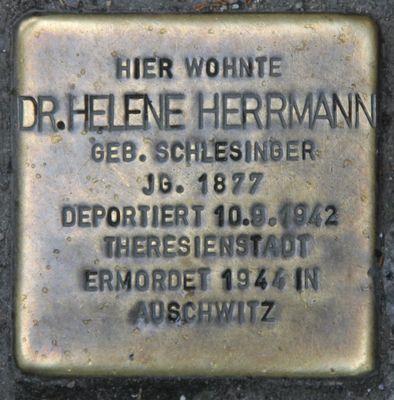 HIER WOHNTE
DR. HELENE HERRMANN
GEB. SCHLESINGER
JG. 1877
DEPORTIERT 10.9.1942
THERESIENSTADT
ERMORDET 1944 IN
AUSCHWITZ